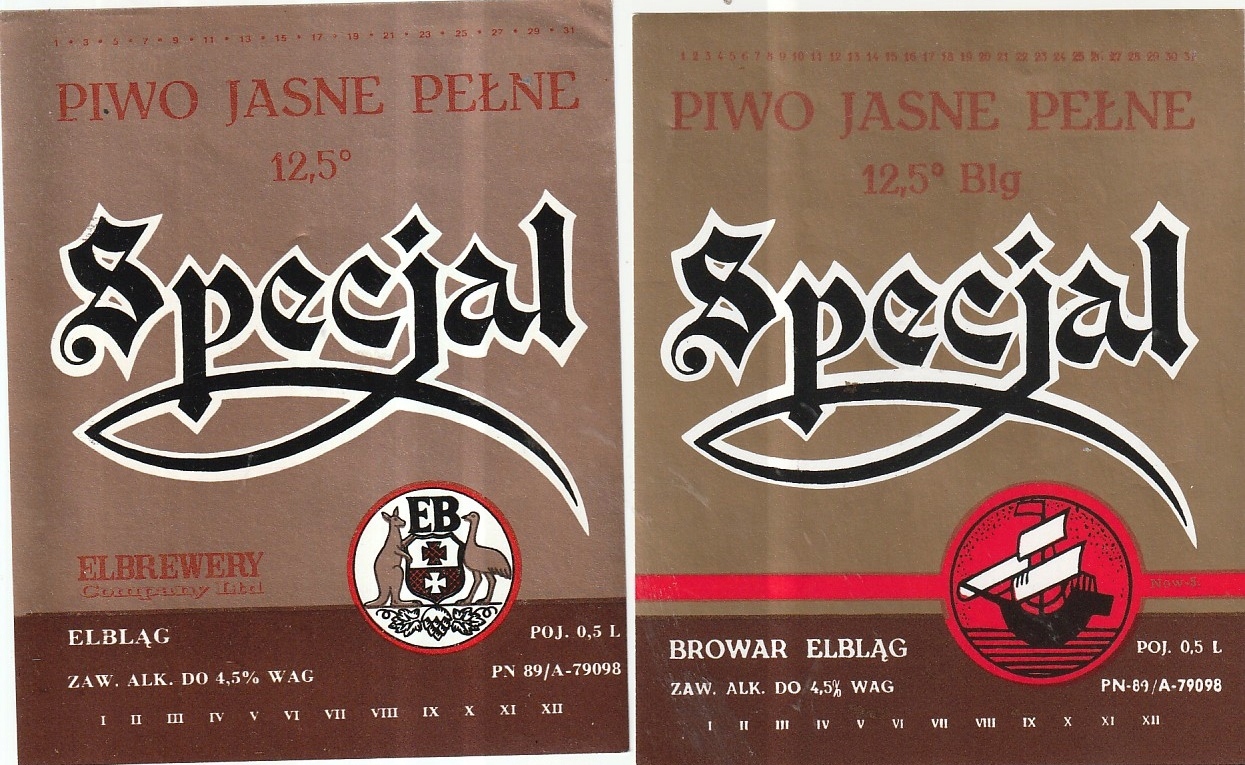 1 • 3 • 5 • 7 • 9 • 11 • 13 • 15 • 17 • 19 • 21 • 23 • 25 • 27 • 29 • 31
PIWO JASNE PEŁNE
12,5°
Specjal
EB
ELBREWERY
Company Ltd
ELBLĄG
POJ. 0,5 L
ZAW. ALK. DO 4,5% WAG
PN 89/A-79098
I II III IV V VI VII VIII IX X XI XII
1 2 3 4 5 6 7 8 9 10 11 12 13 14 15 16 17 18 19 20 21 22 23 24 25 26 27 28 29 30 31
PIWO JASNE PEŁNE
12,5° Blg
Specjal
Now-S.
BROWAR ELBLĄG
POJ. 0,5 L
ZAW. ALK. DO 4,5% WAG
PN-89/A-79098
I II III IV V VI VII VIII IX X XI XII